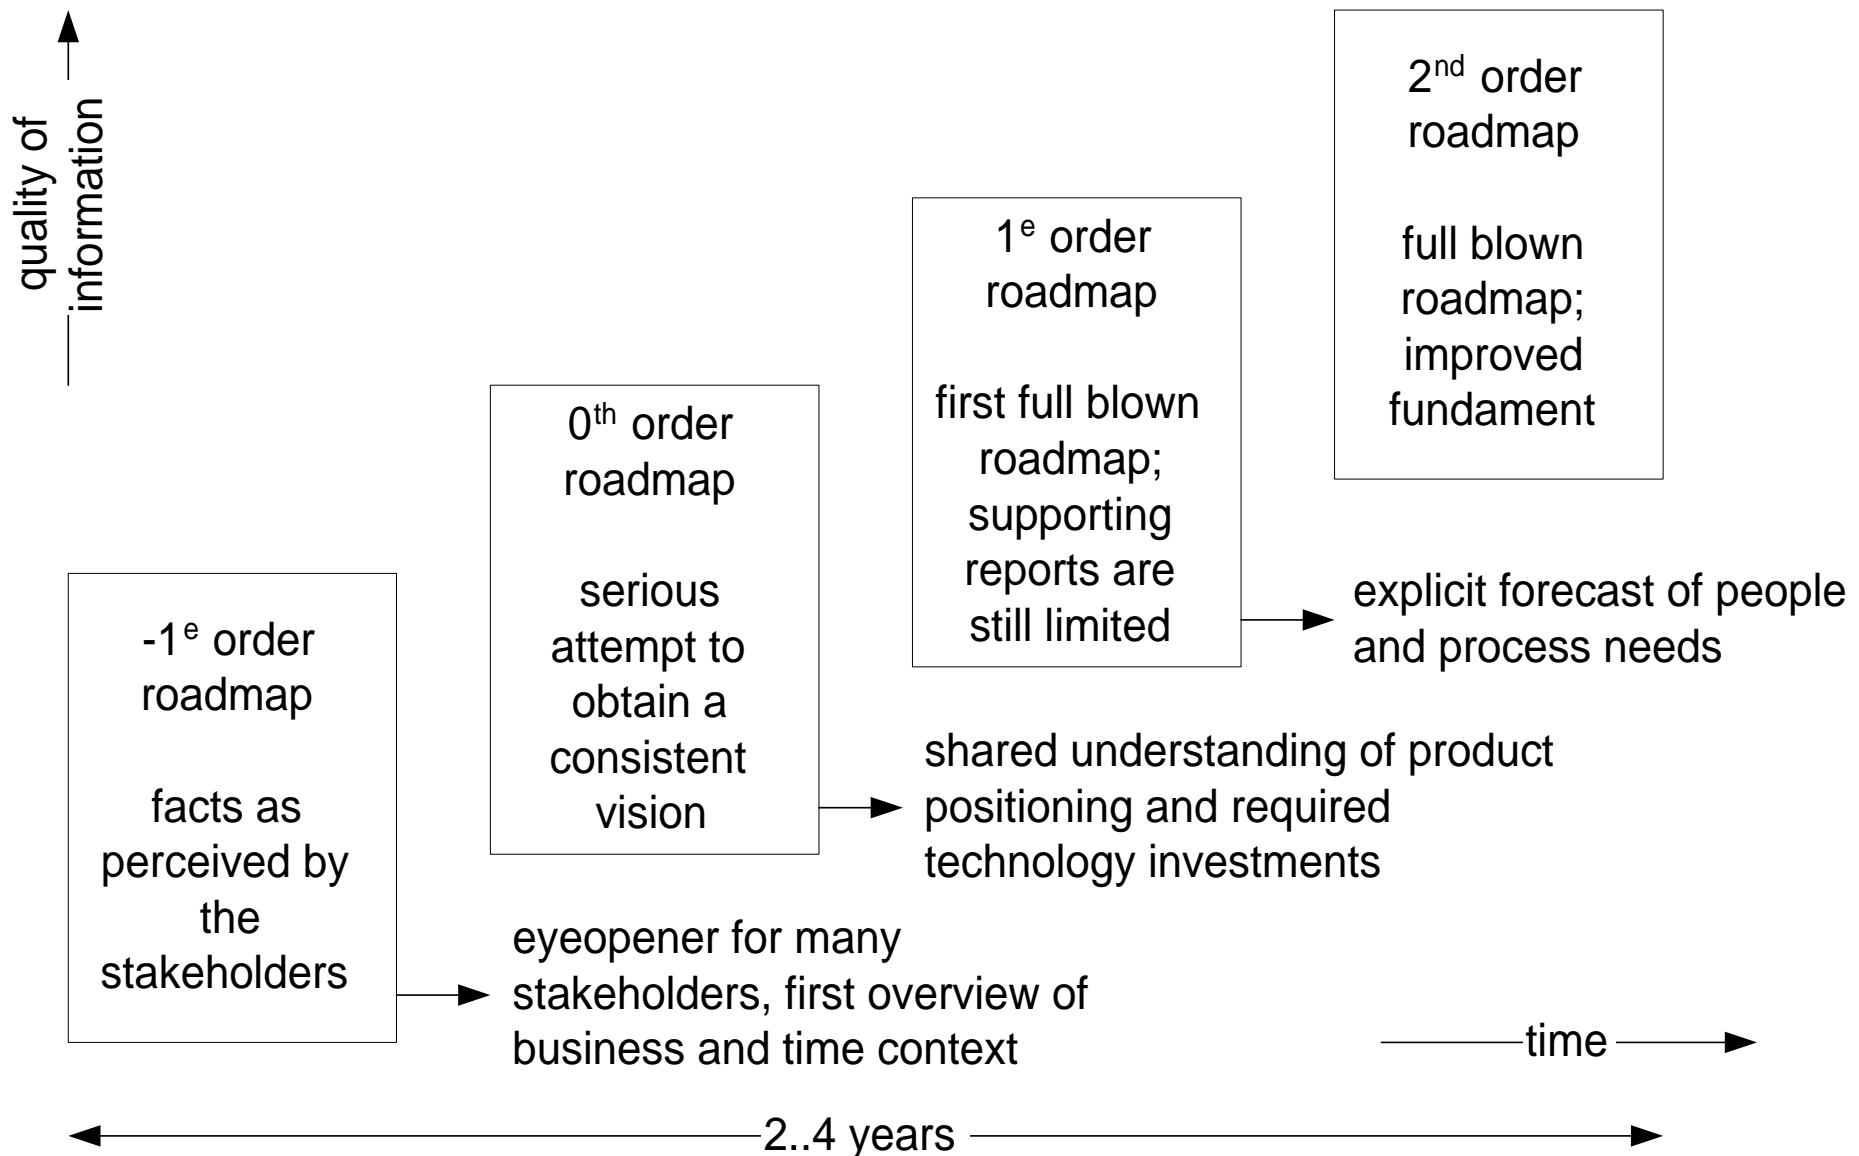 quality of
information
-1e order
roadmap
facts as
perceived by
the
stakeholders
eyeopener for many
stakeholders, first overview of
business and time context
0th order
roadmap
serious
attempt to
obtain a
consistent
vision
shared understanding of product
positioning and required
technology investments
1e order
roadmap
first full blown
roadmap;
supporting
reports are
still limited
explicit forecast of people
and process needs
2nd order
roadmap
full blown
roadmap;
improved
fundament
time
2..4 years